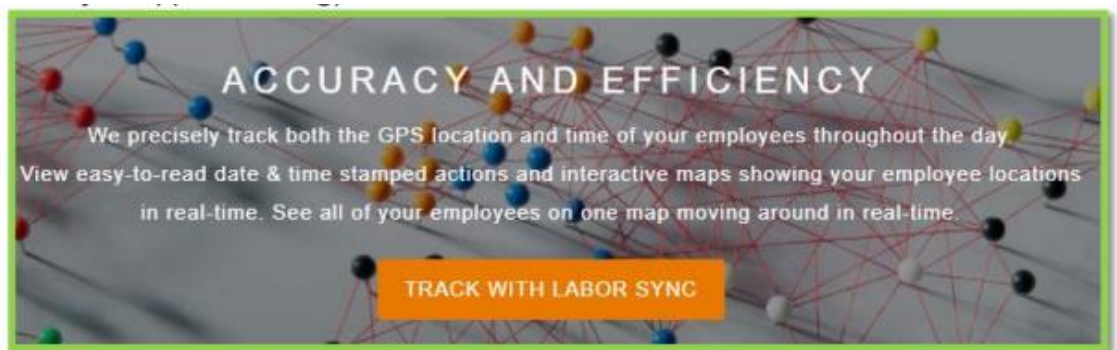 ACCURACY AND EFFICIENCY
We precisely track both the GPS location and time of your employees throughout the day.
View easy-to-read date & time stamped actions and interactive maps showing your employee locations
in real-time. See all of your employees on one map moving around in real-time.
TRACK WITH LABOR SYNC